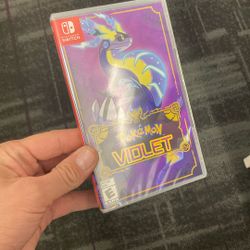 NINTENDO
SWITCH
POKÉMON
VIOLET